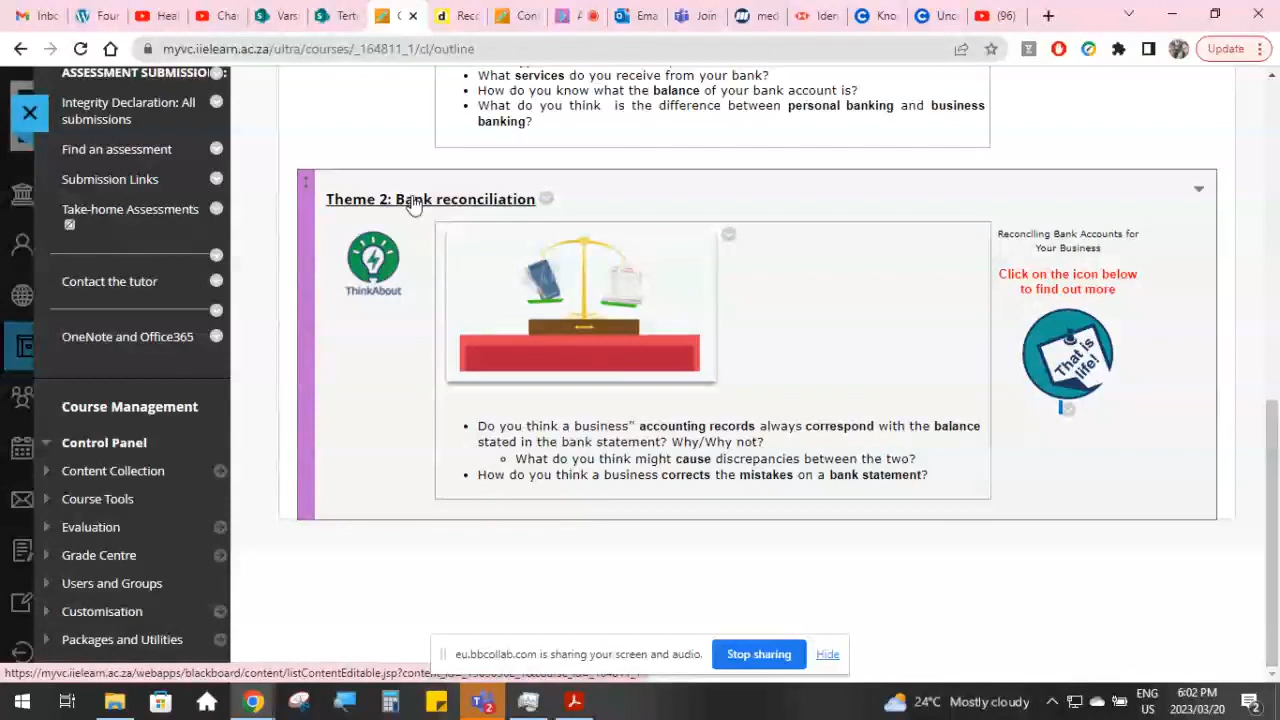 Inbo
Your
Hea
Cha
Vars
Terti
C
Reco
Con
A
Ema
Join
med
Iden
Kno
Unc
(96)
myvc.iielearn.ac.za/ultra/courses/_164811_1/cl/outline
Update
ASSESSMENT SUBMISSIO
Integrity Declaration: All
submissions
Find an assessment
Submission Links
Take-home Assessments
Contact the tutor
OneNote and Office365
Course Management
Control Panel
Content Collection
Course Tools
Evaluation
Grade Centre
Users and Groups
Customisation
Packages and Utilities
What services do you receive from your bank?
How do you know what the balance of your bank account is?
What do you think is the difference between personal banking and business
banking?
Theme 2: Bank reconciliation
ThinkAbout
Reconciling Bank Accounts for
Your Business
Click on the icon below
to find out more
That is
life!
Do you think a business" accounting records always correspond with the balance
stated in the bank statement? Why/Why not?
What do you think might cause discrepancies between the two?
How do you think a business corrects the mistakes on a bank statement?
eu.bbcollab.com is sharing your screen and audio.
Stop sharing
Hide
24°C Mostly cloudy
ENG
US
6:02 PM
2023/03/20
2
2